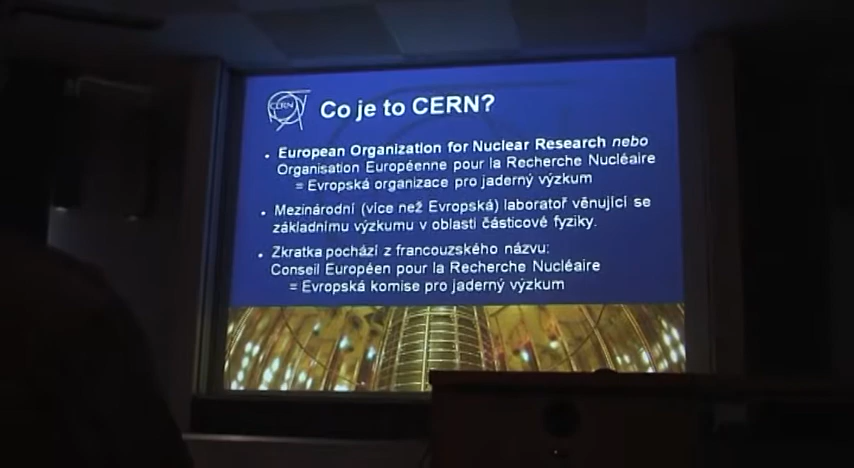 CERN
Co je to CERN?
• European Organization for Nuclear Research nebo
Organisation Européenne pour la Recherche Nucléaire
= Evropská organizace pro jaderný výzkum
• Mezinárodní (více než Evropská) laboratoř věnující se
základnímu výzkumu v oblasti částicové fyziky.
• Zkratka pochází z francouzského názvu:
Conseil Européen pour la Recherche Nucléaire
= Evropská komise pro jaderný výzkum